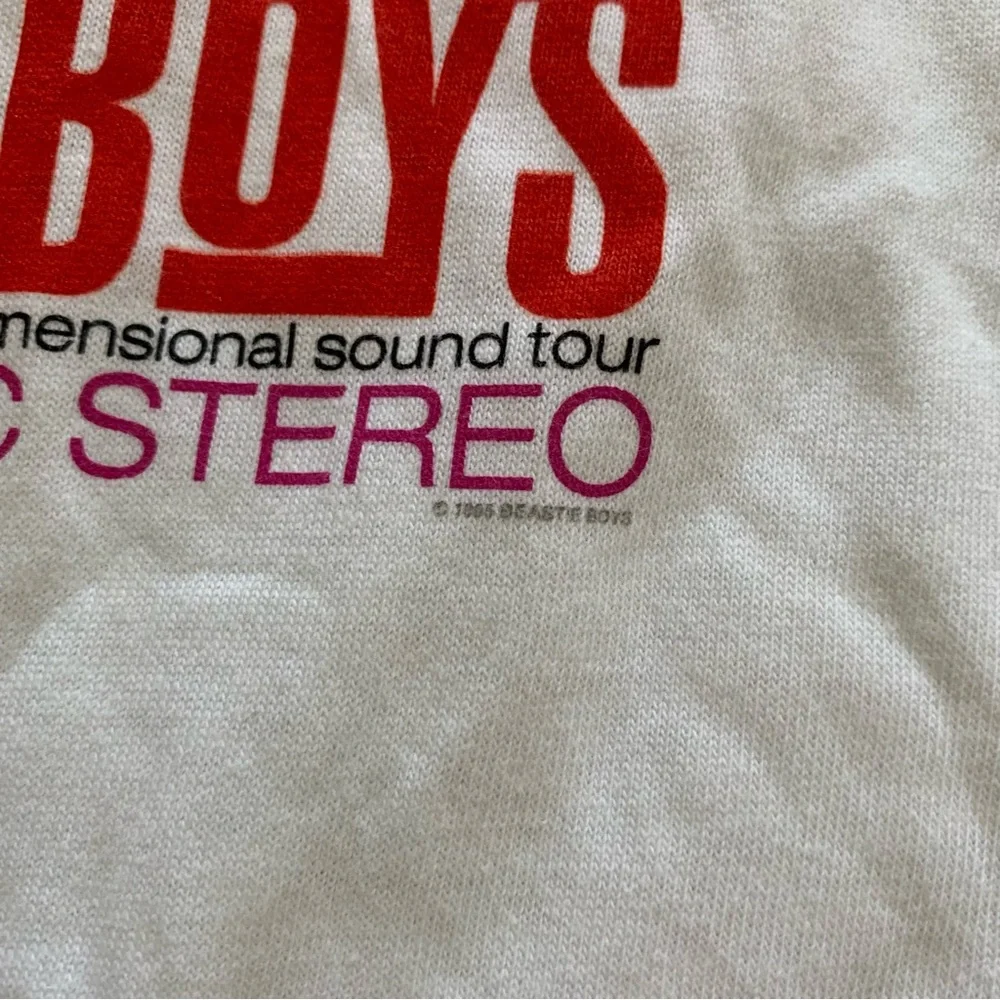 BOYS
mensional sound tour
C STEREO
© 1995 BEASTIE BOYS